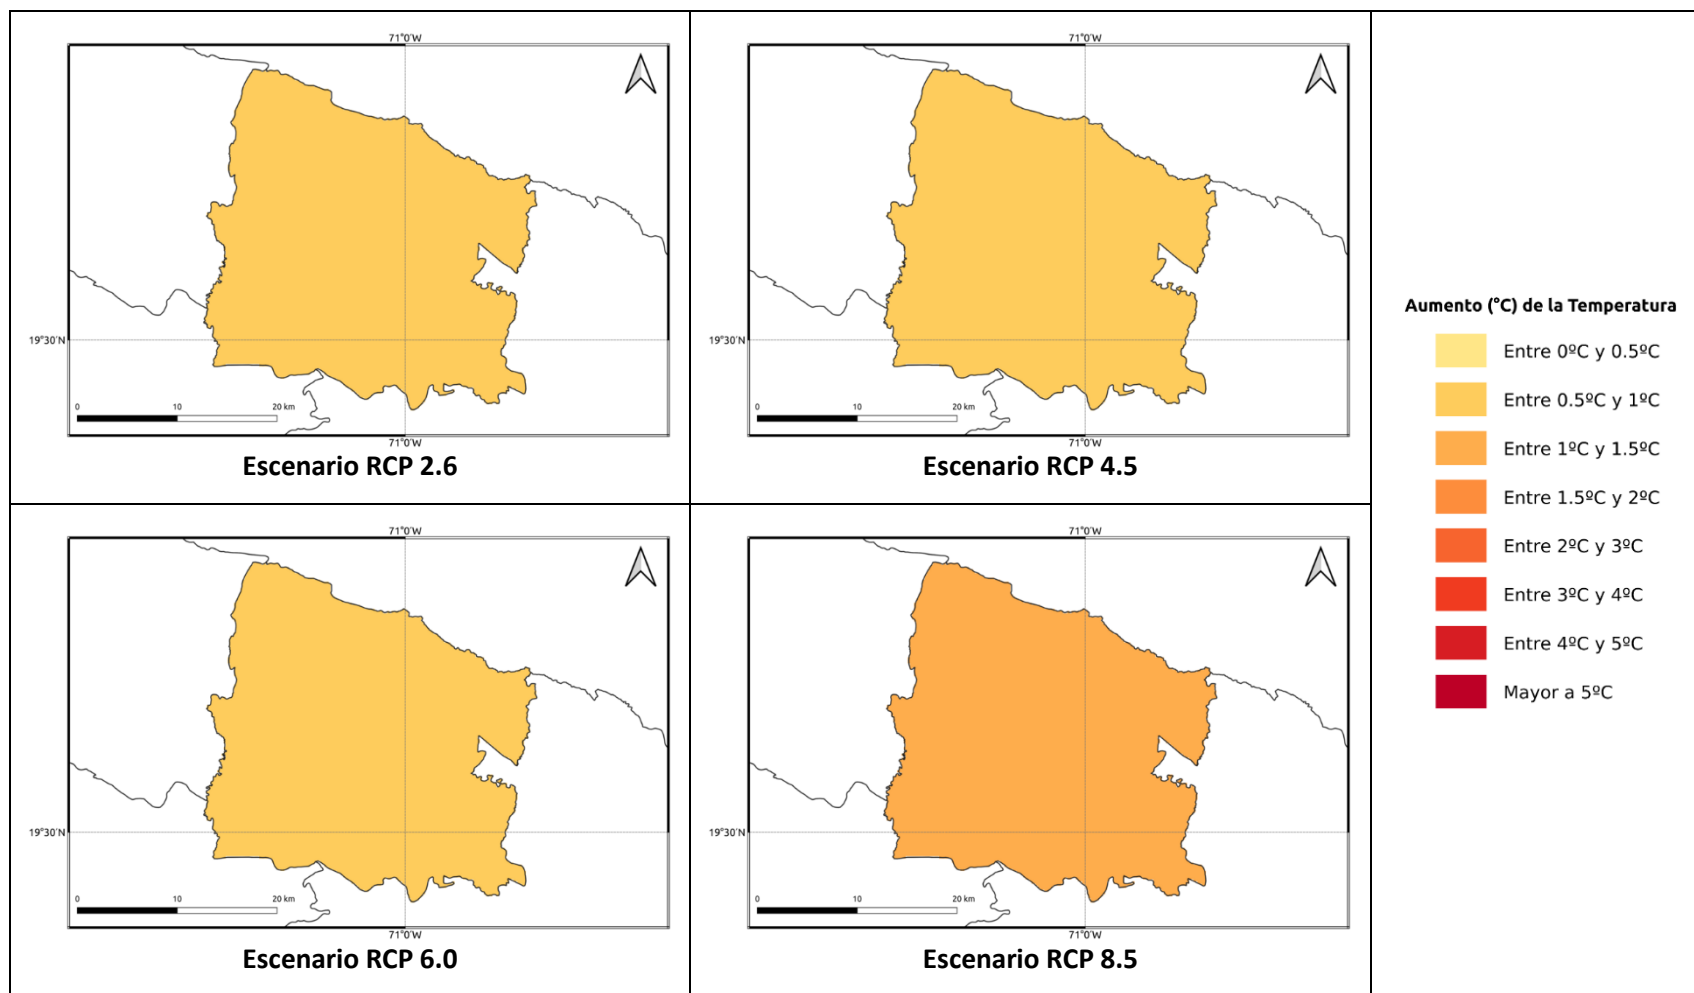 71°0'W
19°30'N
0 10 20 km
71°0'W
Escenario RCP 2.6
71°0'W
19°30'N
0 10 20 km
71°0'W
Escenario RCP 4.5
71°0'W
19°30'N
0 10 20 km
71°0'W
Escenario RCP 6.0
71°0'W
19°30'N
0 10 20 km
71°0'W
Escenario RCP 8.5
Aumento (°C) de la Temperatura
Entre 0ºC y 0.5ºC
Entre 0.5ºC y 1ºC
Entre 1ºC y 1.5ºC
Entre 1.5ºC y 2ºC
Entre 2ºC y 3ºC
Entre 3ºC y 4ºC
Entre 4ºC y 5ºC
Mayor a 5ºC